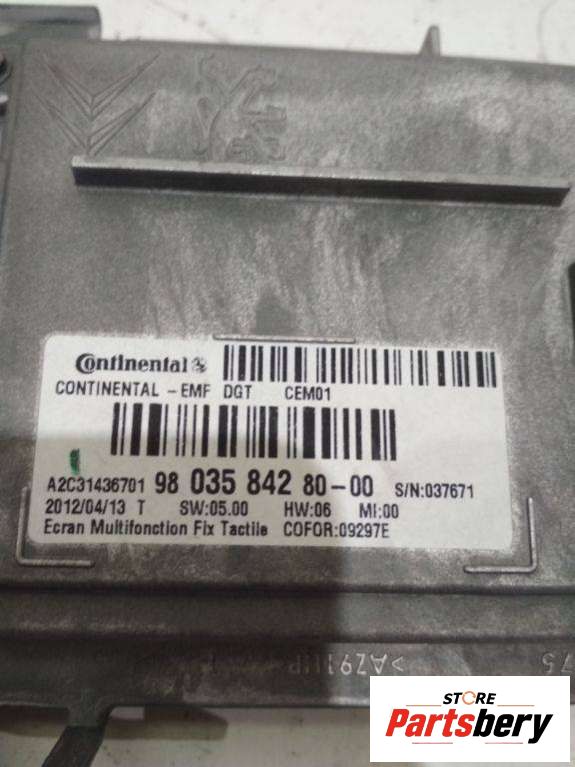 Continental
CONTINENTAL -EMF DGT CEM01
A2C31436701 98 035 842 80-00 S/N:037671
2012/04/13 T SW:05.00 HW:06 MI:00
Ecran Multifonction Fix Tactile COFOR:09297E
75
STORE
Partsbery